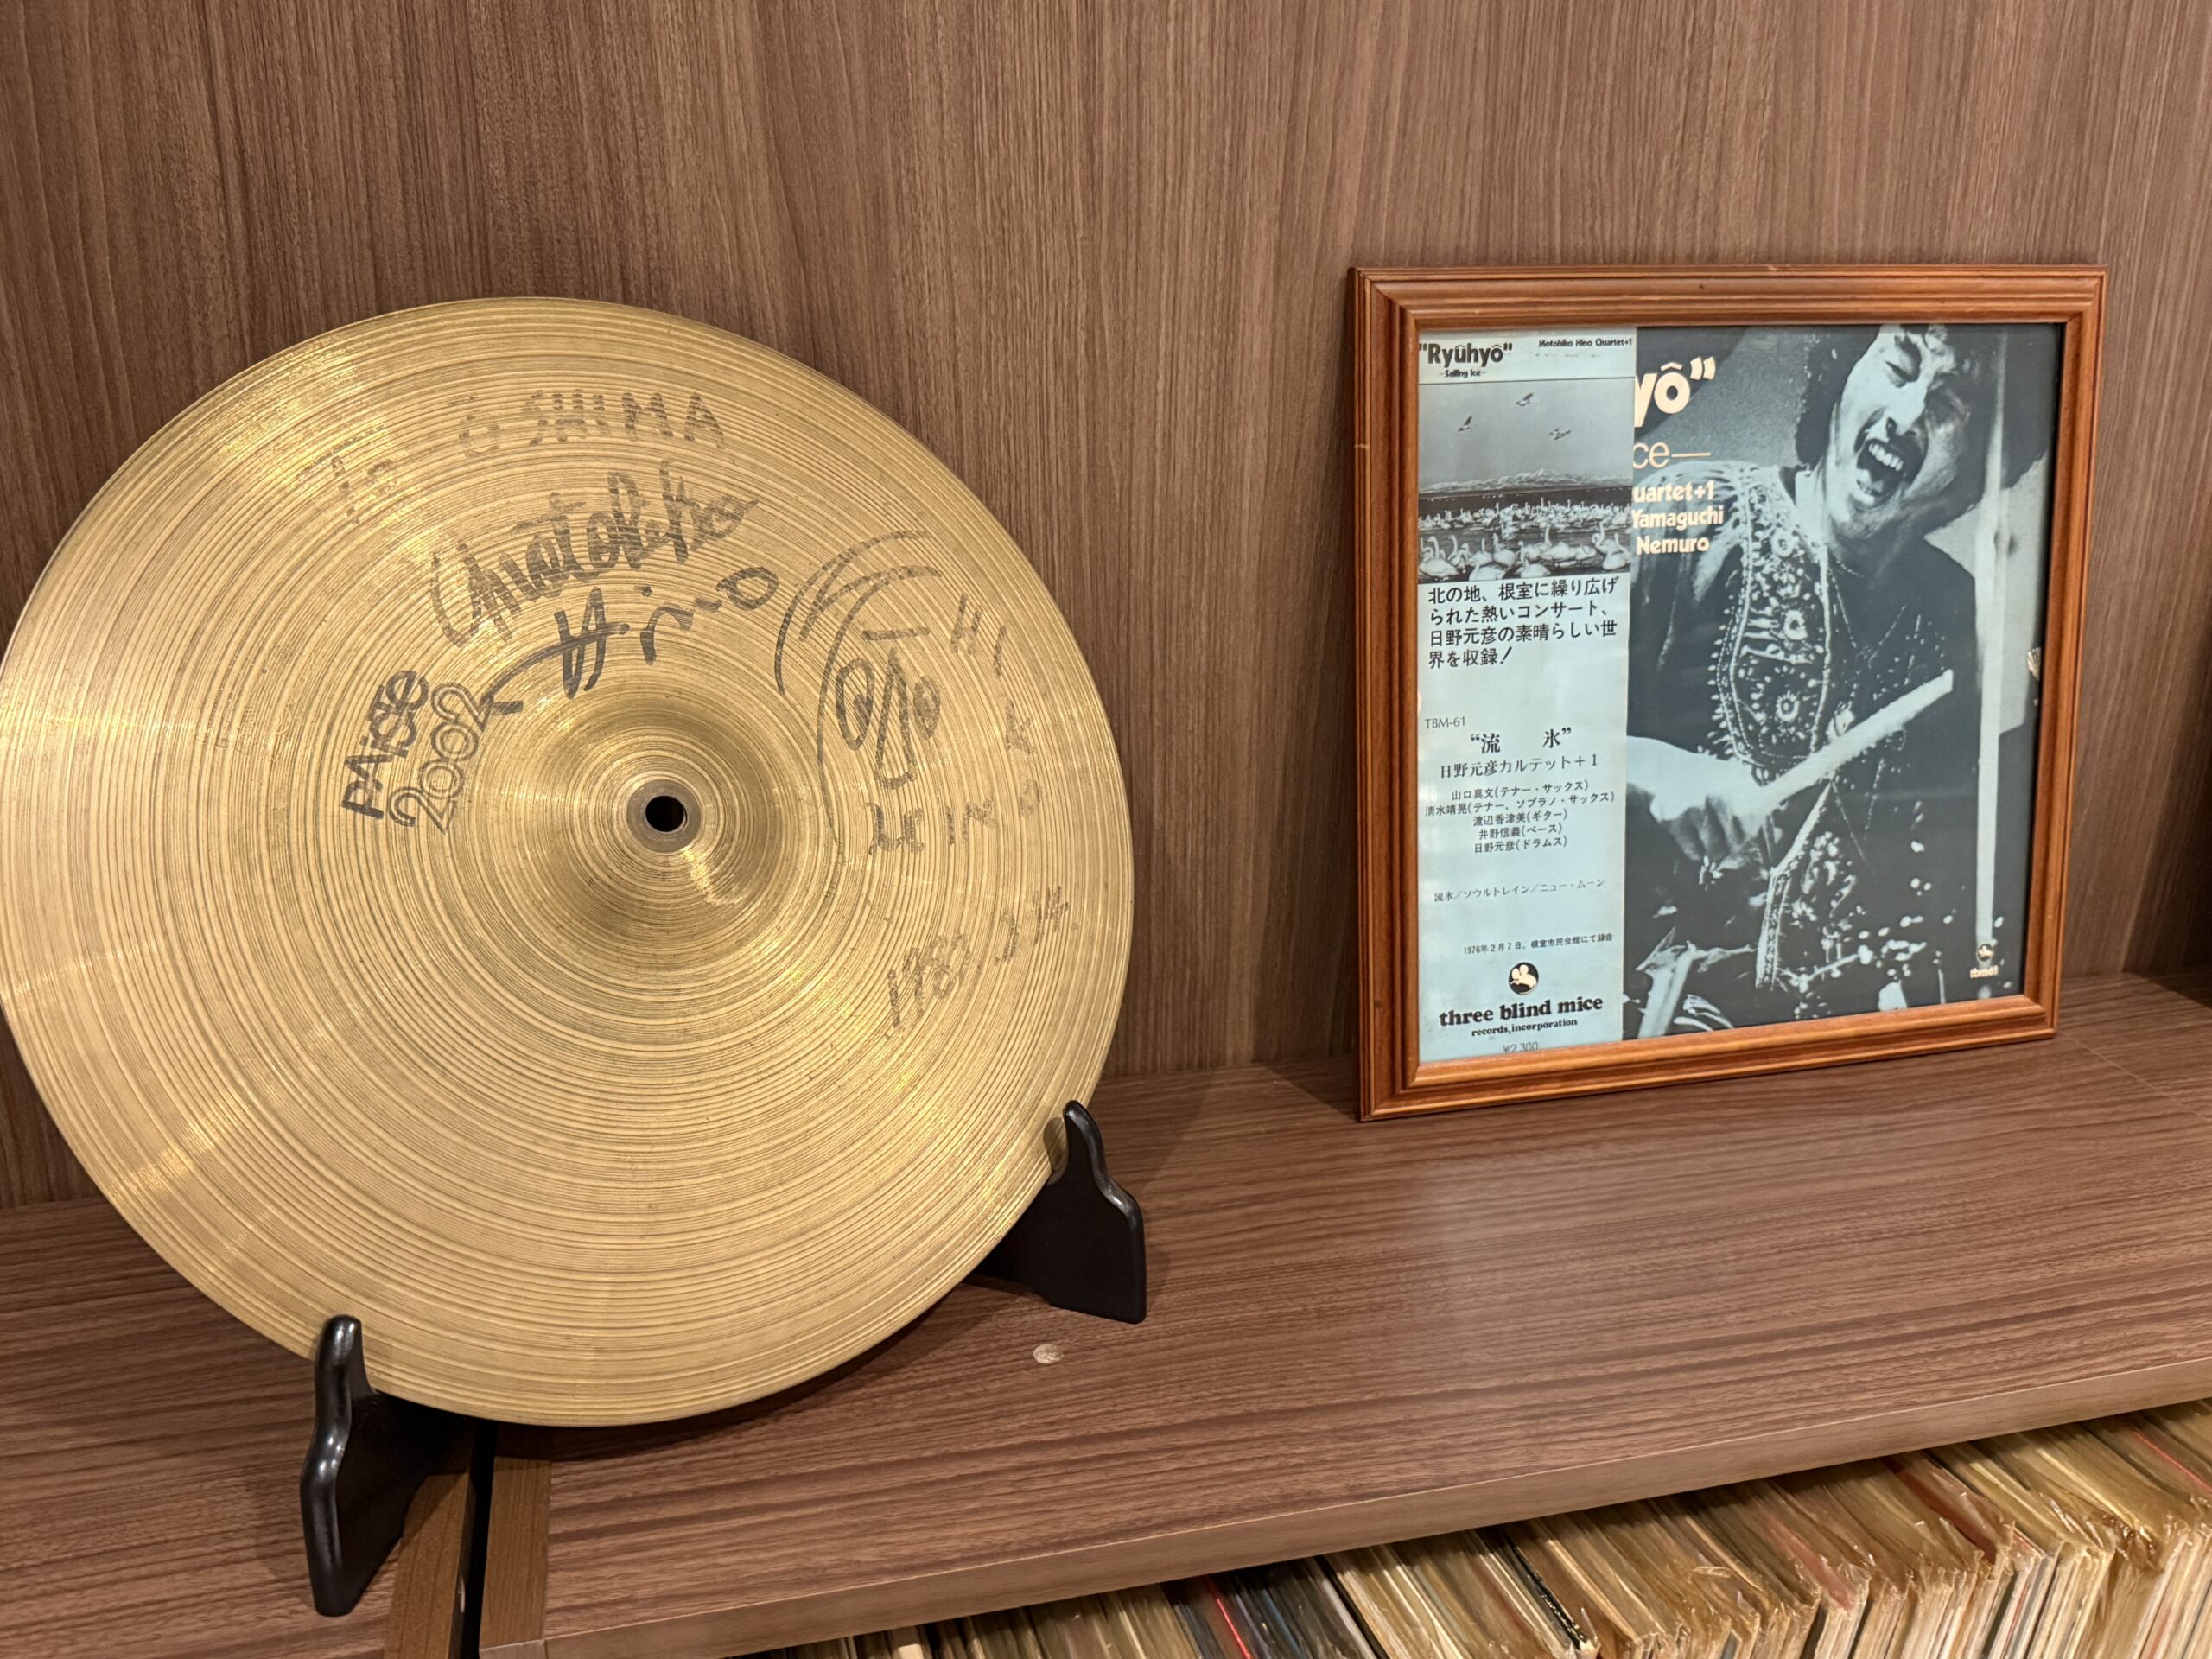 To ŌSHIMA
Motohiko
Hino
PAiSTe
2002
HI
1982.2.14.
"Ryûhyô"
Motohiko Hino Quartet+1
—Sailing Ice—
北の地、根室に繰り広げ
られた熱いコンサート、
日野元彦の素晴らしい世
界を収録!
TBM-61
“流 氷”
日野元彦カルテット+1
山口真文(テナー・サックス)
清水靖晃(テナー、ソプラノ・サックス)
渡辺香津美(ギター)
井野信義(ベース)
日野元彦(ドラムス)
流氷/ソウルトレイン/ニュー・ムーン
1976年2月7日、根室市民会館にて録音
three blind mice
records, incorporation
¥2,300
yô"
ce—
uartet+1
Yamaguchi
Nemuro
tbm61